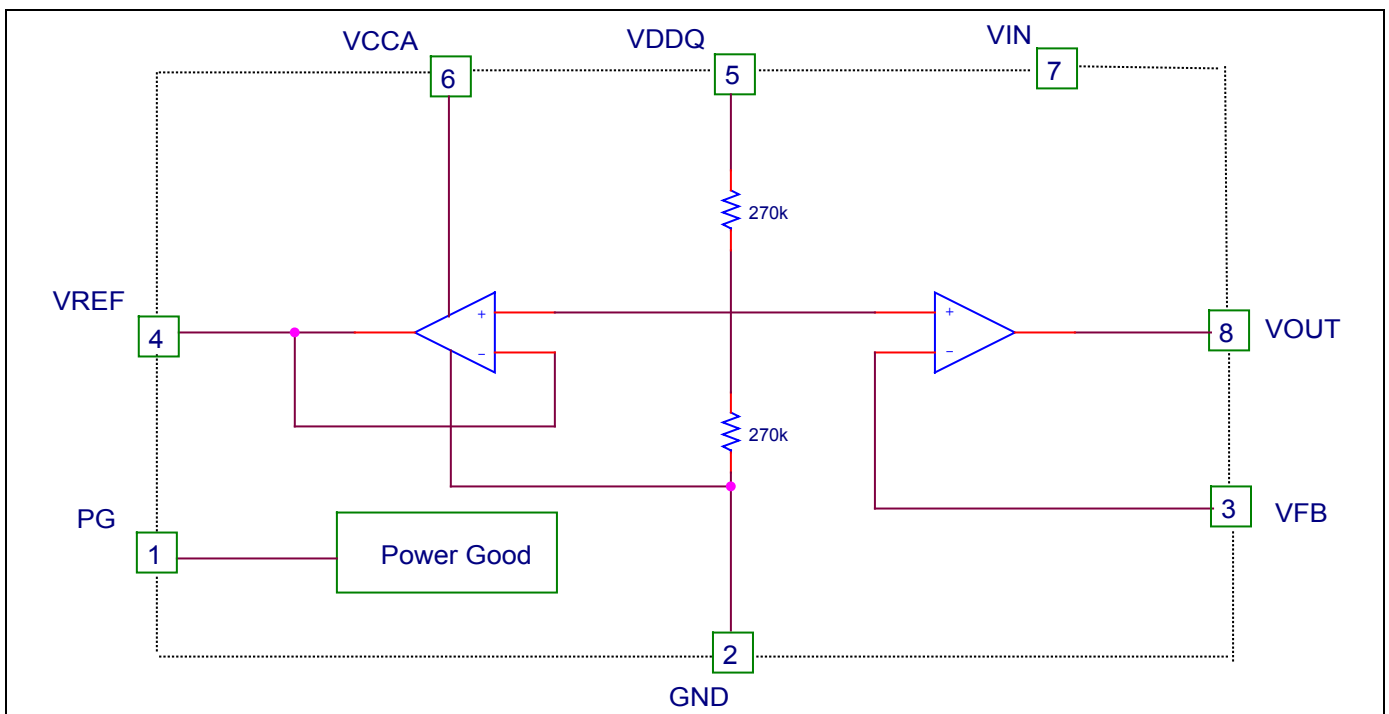 VCCA
VDDQ
VIN
6
5
7
270k
VREF
4
+
−
+
−
8
VOUT
270k
PG
1
Power Good
3
VFB
2
GND